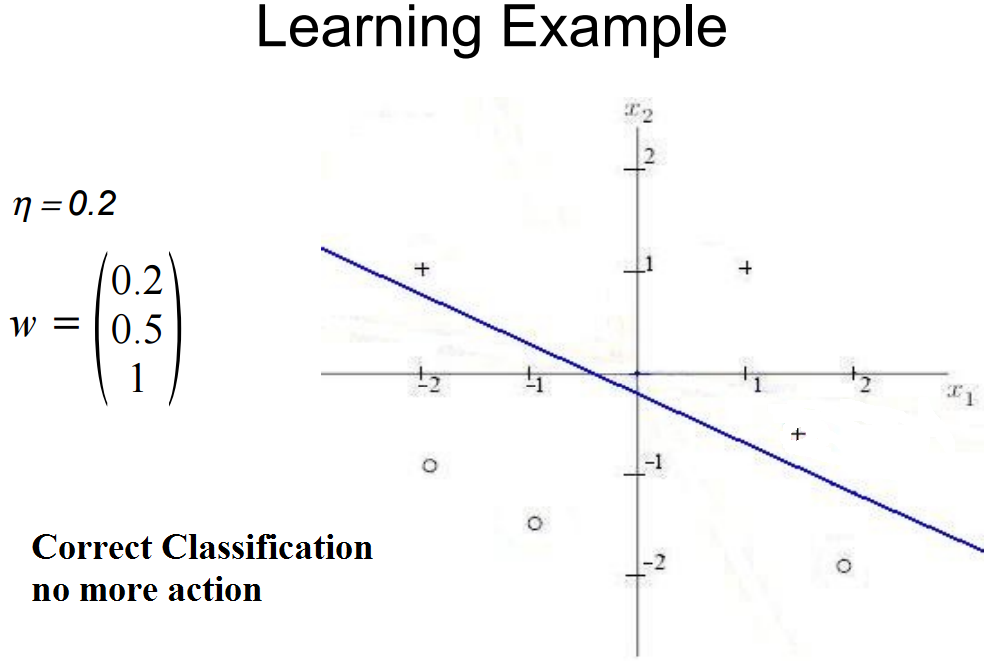 Learning Example
x₂
2
η = 0.2
1
w = (0.2
0.5
1)
-2
-1
1
2
x₁
-1
Correct Classification
no more action
-2